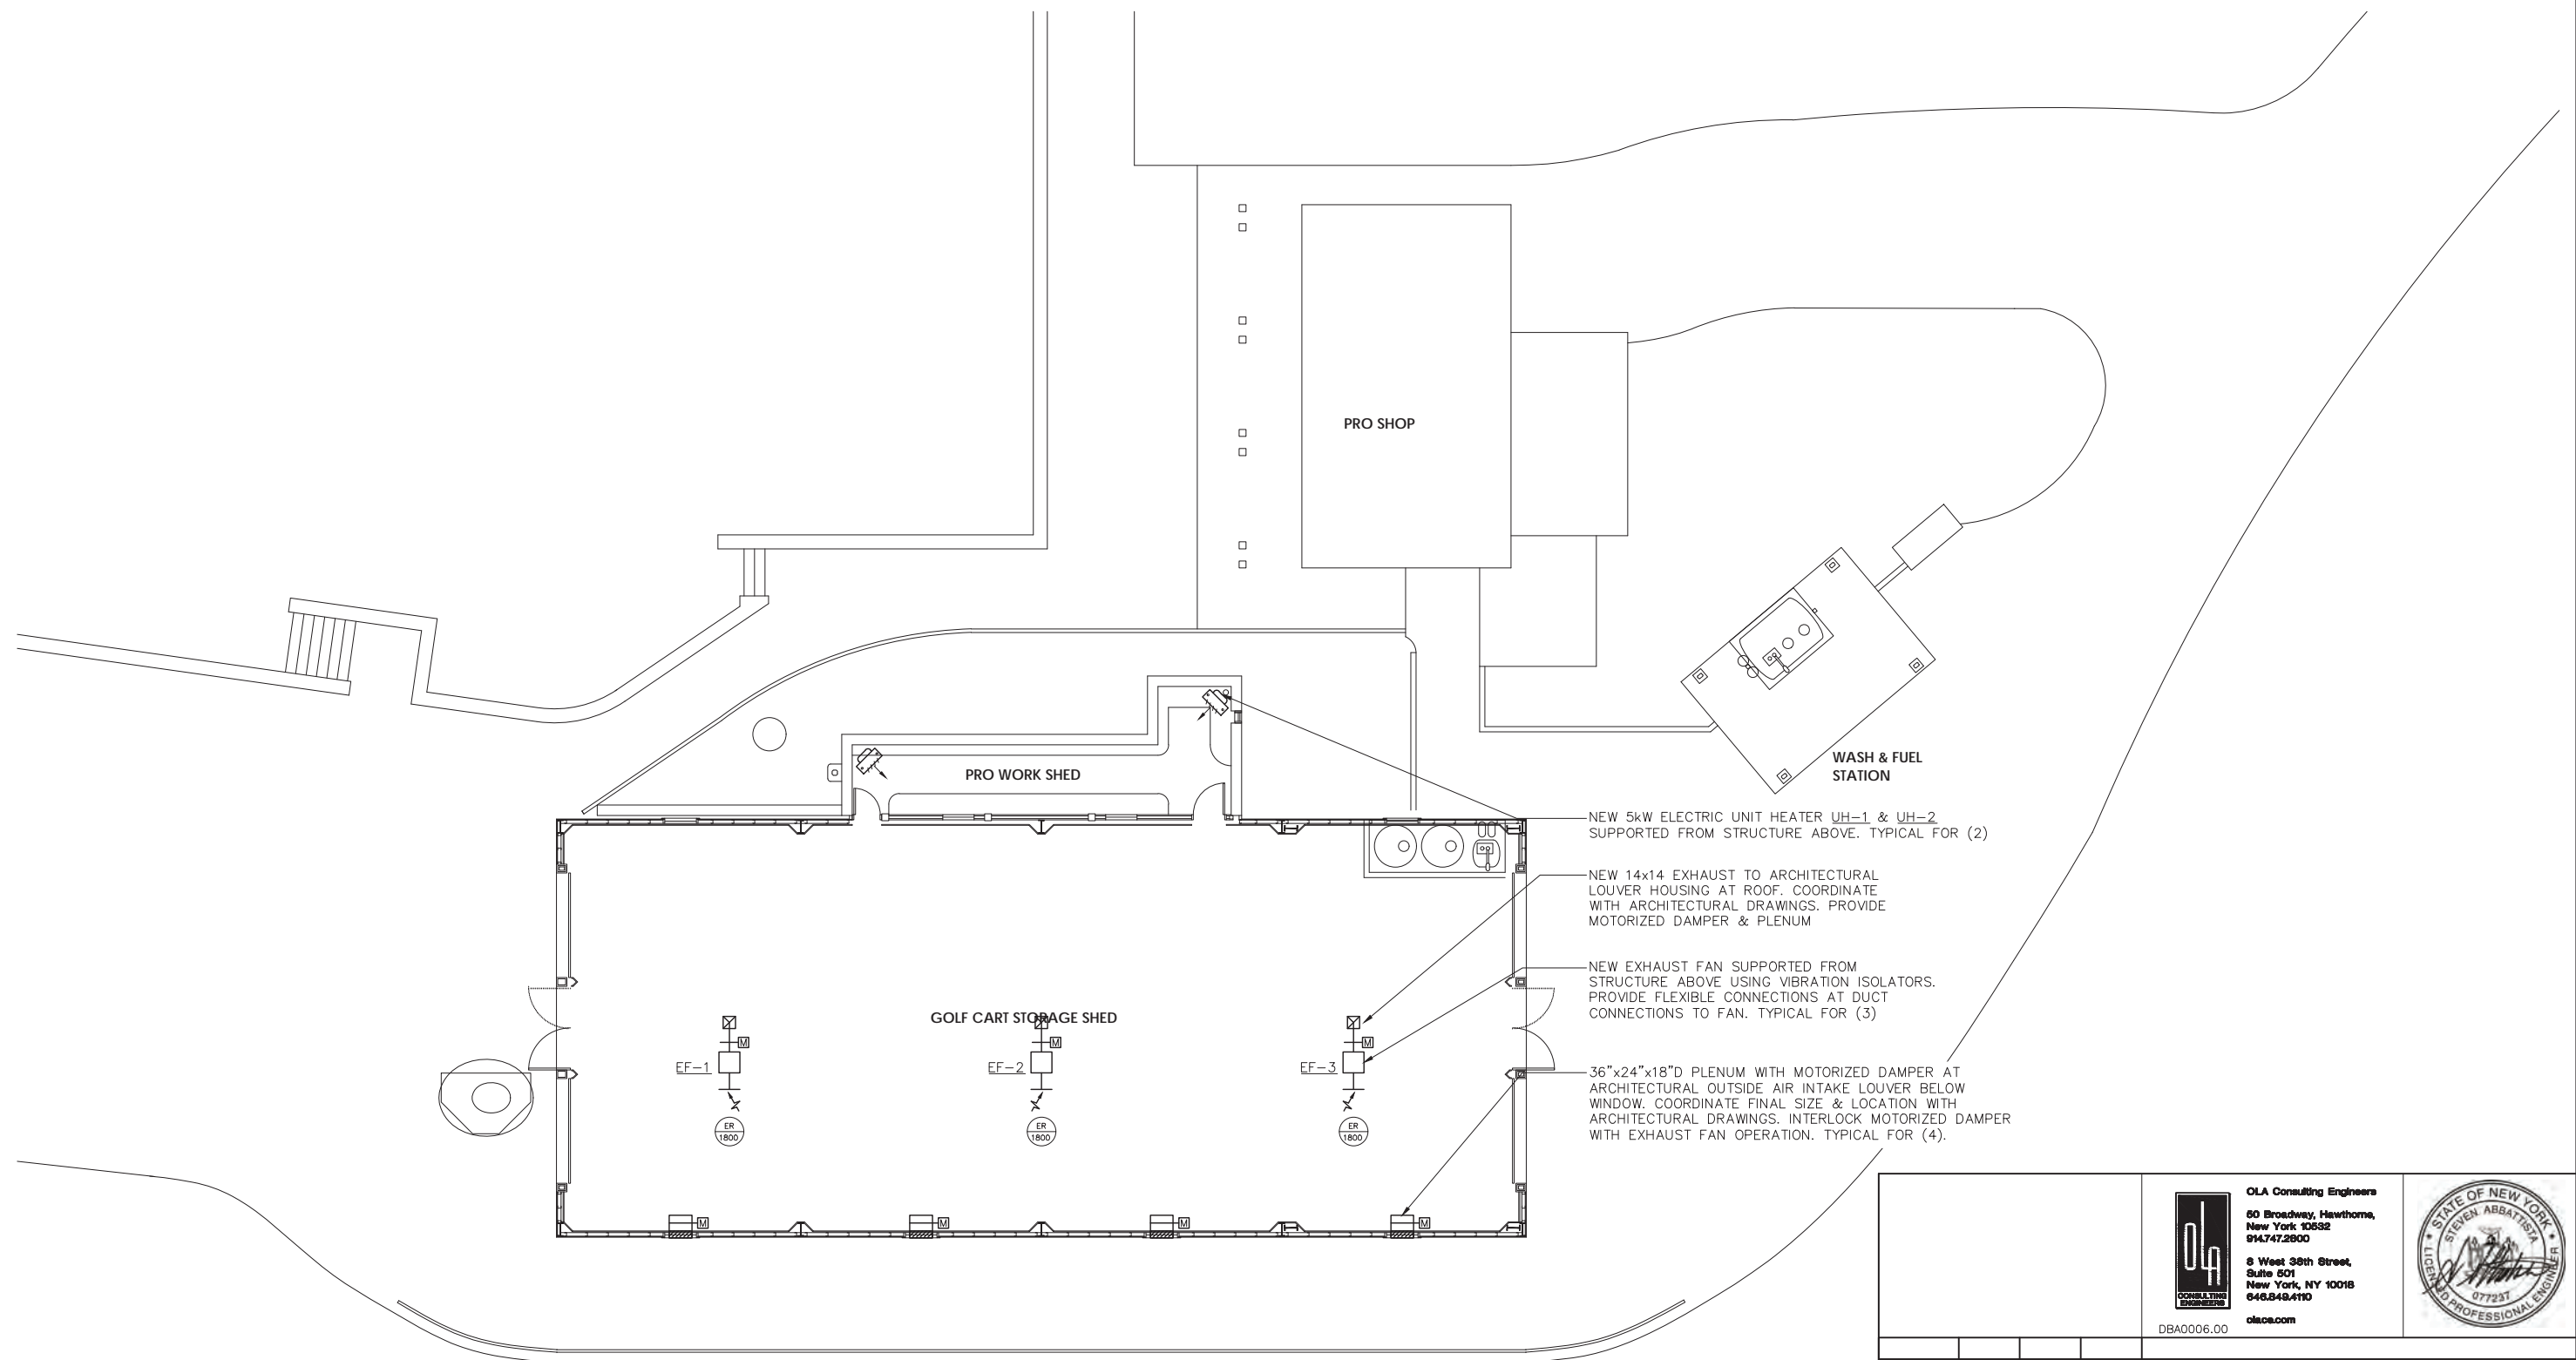 PRO SHOP
WASH & FUEL
STATION
PRO WORK SHED
NEW 5kW ELECTRIC UNIT HEATER UH-1 & UH-2
SUPPORTED FROM STRUCTURE ABOVE. TYPICAL FOR (2)
NEW 14x14 EXHAUST TO ARCHITECTURAL
LOUVER HOUSING AT ROOF. COORDINATE
WITH ARCHITECTURAL DRAWINGS. PROVIDE
MOTORIZED DAMPER & PLENUM
NEW EXHAUST FAN SUPPORTED FROM
STRUCTURE ABOVE USING VIBRATION ISOLATORS.
PROVIDE FLEXIBLE CONNECTIONS AT DUCT
CONNECTIONS TO FAN. TYPICAL FOR (3)
GOLF CART STORAGE SHED
M
M
M
EF-1
EF-2
EF-3
36"x24"x18"D PLENUM WITH MOTORIZED DAMPER AT
ARCHITECTURAL OUTSIDE AIR INTAKE LOUVER BELOW
WINDOW. COORDINATE FINAL SIZE & LOCATION WITH
ARCHITECTURAL DRAWINGS. INTERLOCK MOTORIZED DAMPER
WITH EXHAUST FAN OPERATION. TYPICAL FOR (4).
ER
1800
ER
1800
ER
1800
M
M
M
M
OLA
CONSULTING
ENGINEERS
DBA0006.00
OLA Consulting Engineers
50 Broadway, Hawthorne,
New York 10532
914.747.2800
8 West 38th Street,
Suite 501
New York, NY 10018
646.849.4110
olace.com
STATE OF NEW YORK
STEVEN ABBATTISTA
077237
LICENSED PROFESSIONAL ENGINEER